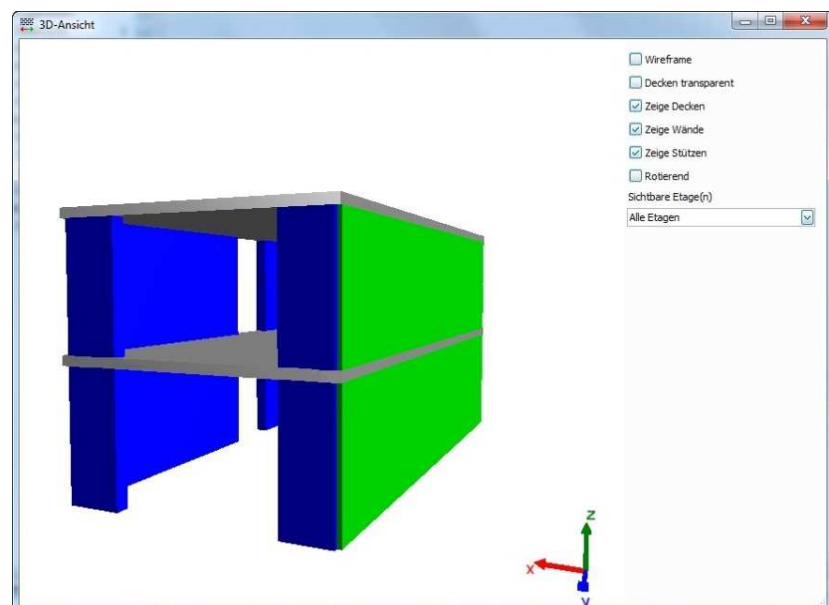 3D-Ansicht
Wireframe
Decken transparent
Zeige Decken
Zeige Wände
Zeige Stützen
Rotierend
Sichtbare Etage(n)
Alle Etagen
z
x
y